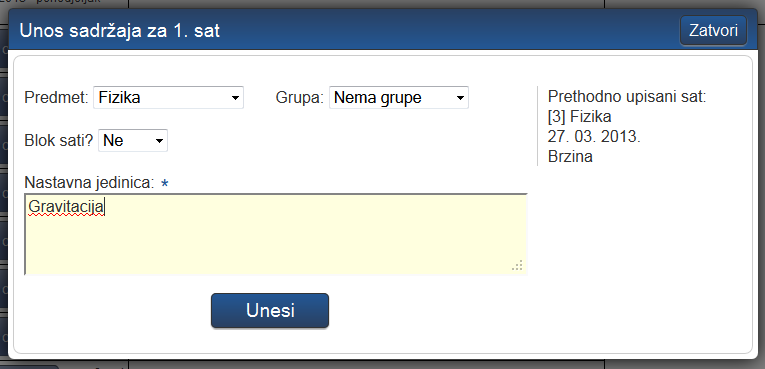 Unos sadržaja za 1. sat
Zatvori
Predmet: Fizika
Grupa: Nema grupe
Blok sati? Ne
Nastavna jedinica: *
Gravitacija
Unesi
Prethodno upisani sat:
[3] Fizika
27. 03. 2013.
Brzina